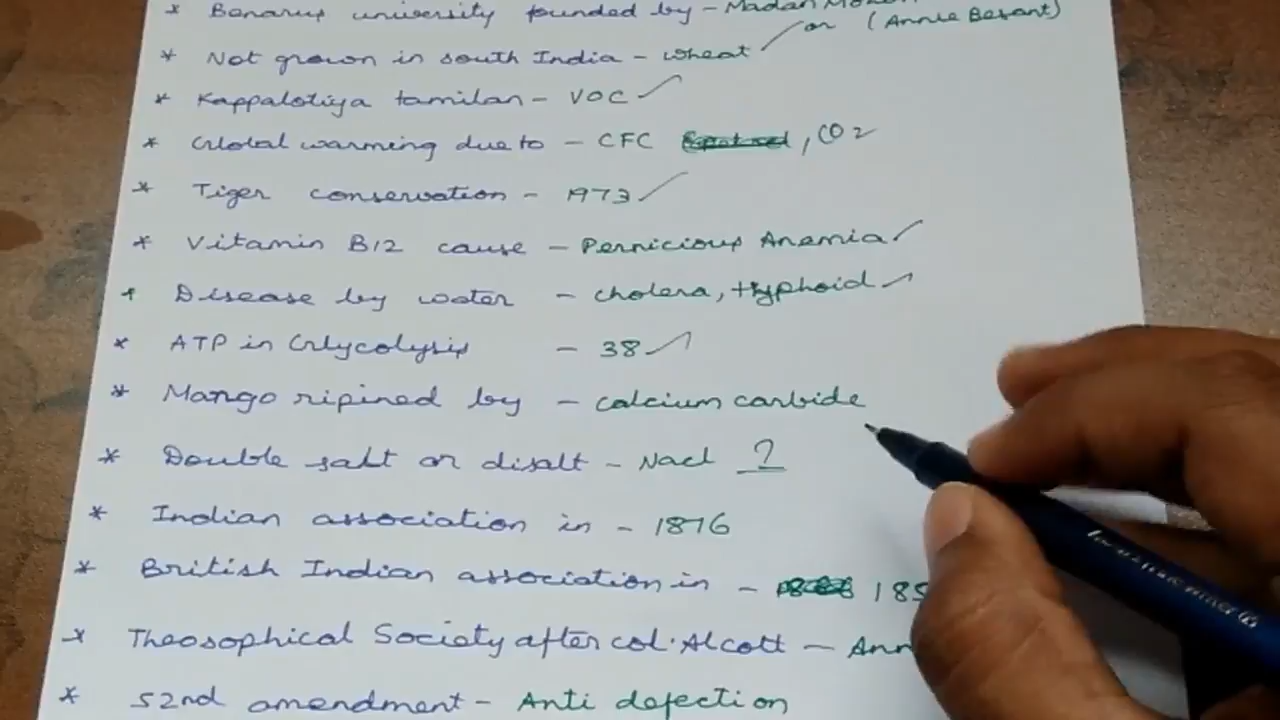 * Benarus university founded by - Madan Mohan
or (Annie Besant)
* Not grown in south India - wheat
* Kappalotiya tamilan - VOC
* Global warming due to - CFC , CO2
* Tiger conservation - 1973
* Vitamin B12 cause - Pernicious Anemia
* Disease by water - cholera, thyphoid
* ATP in Glycolysis - 38
* Mango ripined by - calcium carbide
* Double salt or disalt - Nacl ?
* Indian association in - 1876
* British Indian association in - 185
* Theosophical Society after col. Alcott - Ann
* 52nd amendment - Anti defection